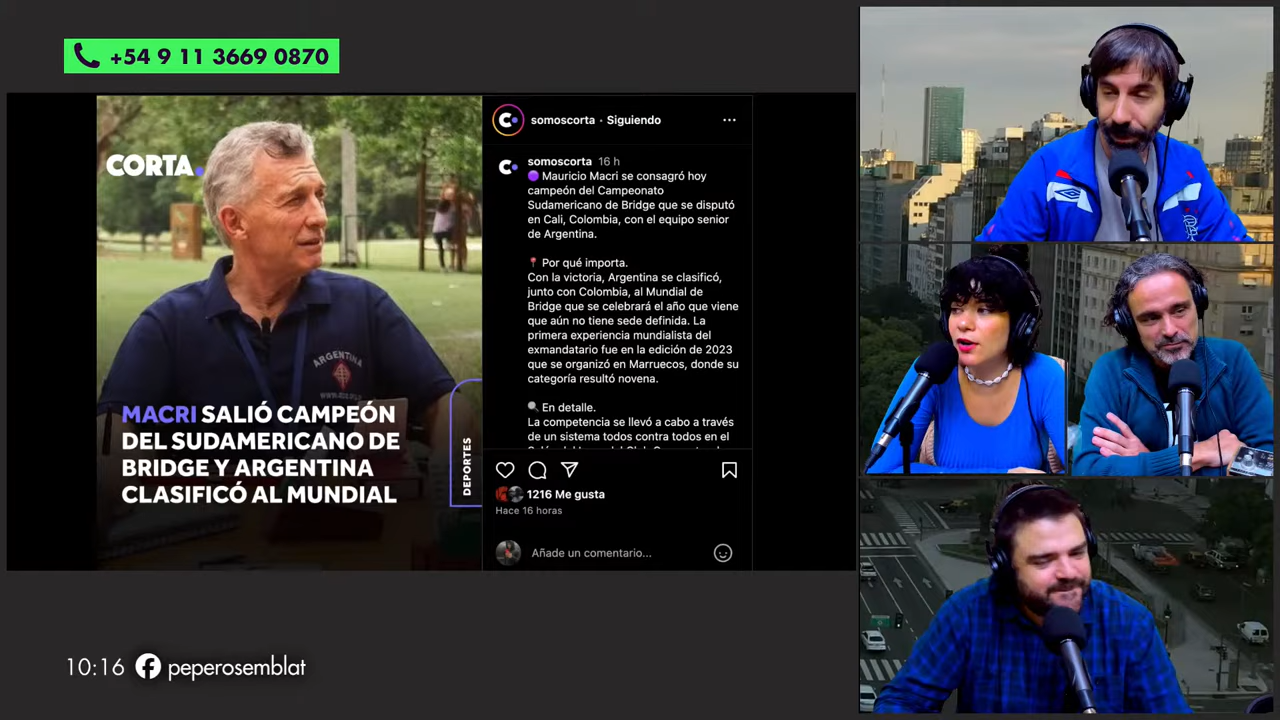 +54 9 11 3669 0870
CORTA.
ARGENTINA
MACRI SALIÓ CAMPEÓN
DEL SUDAMERICANO DE
BRIDGE Y ARGENTINA
CLASIFICÓ AL MUNDIAL
DEPORTES
somoscorta · Siguiendo
somoscorta 16 h
🟣 Mauricio Macri se consagró hoy
campeón del Campeonato
Sudamericano de Bridge que se disputó
en Cali, Colombia, con el equipo senior
de Argentina.
📍 Por qué importa.
Con la victoria, Argentina se clasificó,
junto con Colombia, al Mundial de
Bridge que se celebrará el año que viene
que aún no tiene sede definida. La
primera experiencia mundialista del
exmandatario fue en la edición de 2023
que se organizó en Marruecos, donde su
categoría resultó novena.
🔍 En detalle.
La competencia se llevó a cabo a través
de un sistema todos contra todos en el
1216 Me gusta
Hace 16 horas
Añade un comentario...
10:16 peperosemblat